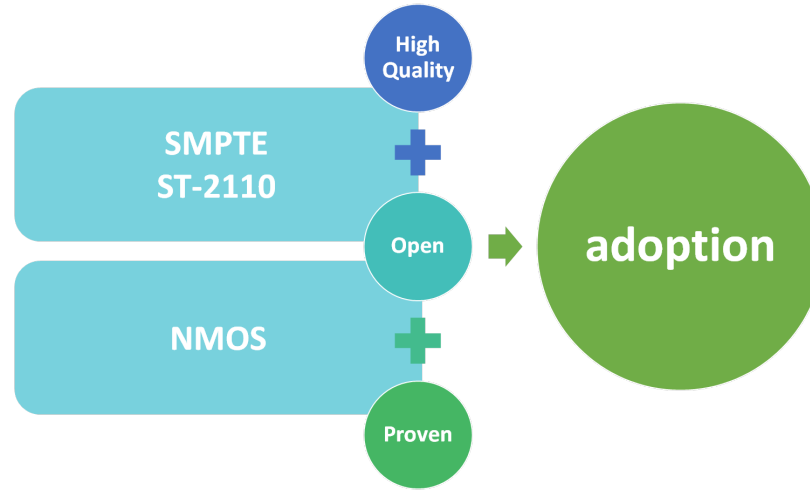 High
Quality
SMPTE
ST-2110
Open
adoption
NMOS
Proven